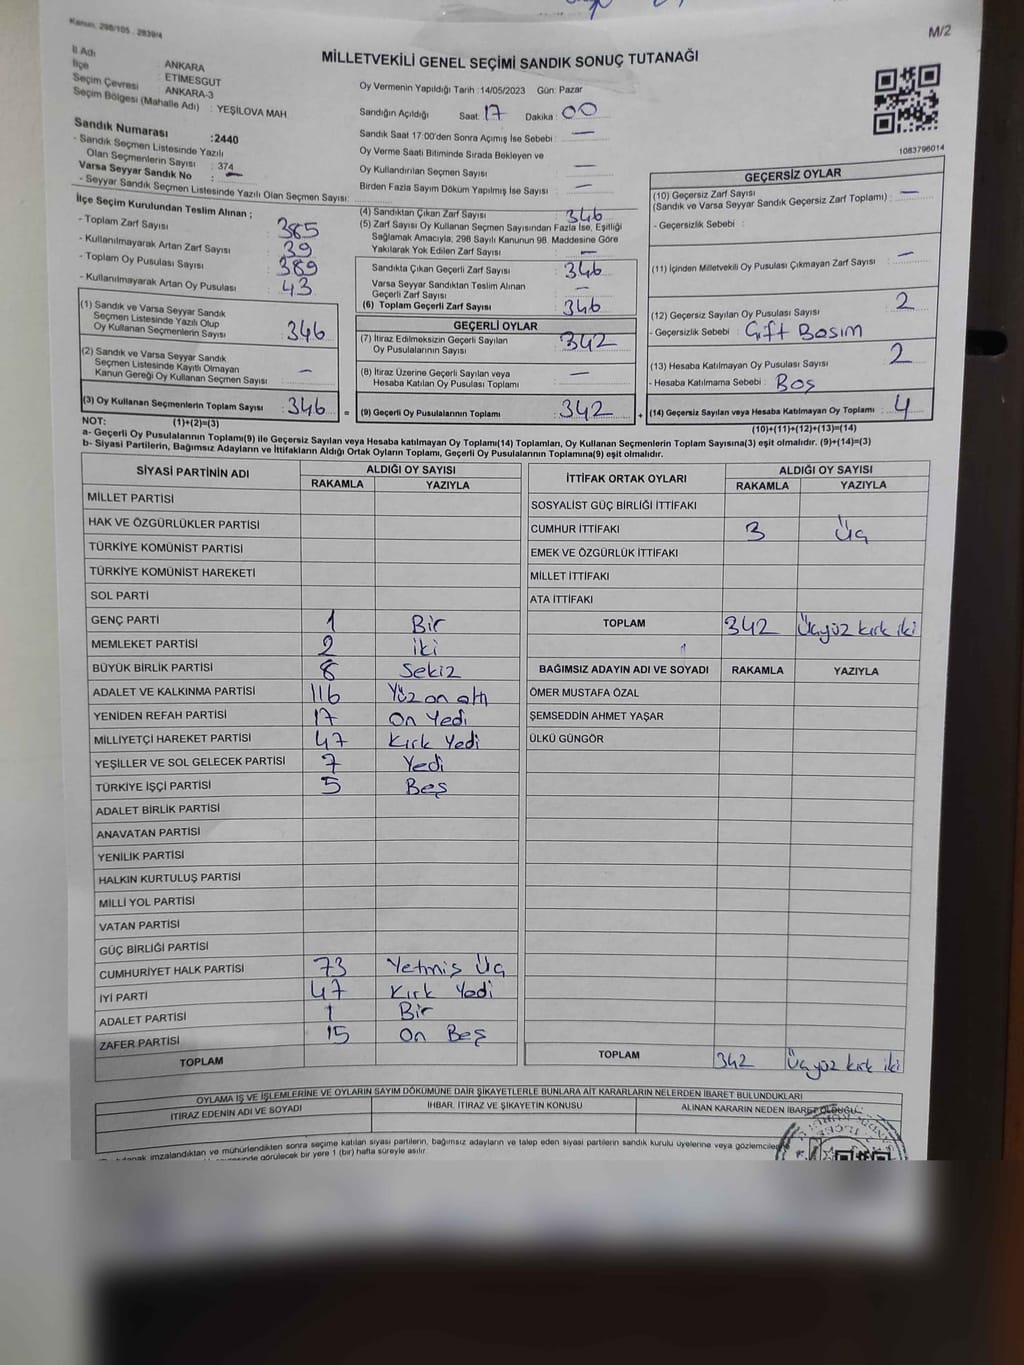 Kanun, 298/105 - 2839/4
M/2
MİLLETVEKİLİ GENEL SEÇİMİ SANDIK SONUÇ TUTANAĞI
İl Adı : ANKARA
İlçe : ETİMESGUT
Seçim Çevresi : ANKARA-3
Seçim Bölgesi (Mahalle Adı) : YEŞİLOVA MAH
Sandık Numarası :2440
- Sandık Seçmen Listesinde Yazılı
Olan Seçmenlerin Sayısı : 374
Varsa Seyyar Sandık No : —
- Seyyar Sandık Seçmen Listesinde Yazılı Olan Seçmen Sayısı:
Oy Vermenin Yapıldığı Tarih :14/05/2023 Gün: Pazar
Sandığın Açıldığı Saat: 17 Dakika : 00
Sandık Saat 17:00'den Sonra Açımış İse Sebebi : —
Oy Verme Saati Bitiminde Sırada Bekleyen ve
Oy Kullandırılan Seçmen Sayısı : —
Birden Fazla Sayım Döküm Yapılmış İse Sayısı : —
1083796014
İlçe Seçim Kurulundan Teslim Alınan ;
- Toplam Zarf Sayısı : 385
- Kullanılmayarak Artan Zarf Sayısı : 39
- Toplam Oy Pusulası Sayısı : 389
- Kullanılmayarak Artan Oy Pusulası : 43
(1) Sandık ve Varsa Seyyar Sandık
Seçmen Listesinde Yazılı Olup
Oy Kullanan Seçmenlerin Sayısı : 346
(2) Sandık ve Varsa Seyyar Sandık
Seçmen Listesinde Kayıtlı Olmayan
Kanun Gereği Oy Kullanan Seçmen Sayısı : —
(3) Oy Kullanan Seçmenlerin Toplam Sayısı : 346 =
(1)+(2)=(3)
(4) Sandıktan Çıkan Zarf Sayısı : 346
(5) Zarf Sayısı Oy Kullanan Seçmen Sayısından Fazla İse, Eşitliği
Sağlamak Amacıyla, 298 Sayılı Kanunun 98. Maddesine Göre
Yakılarak Yok Edilen Zarf Sayısı : —
Sandıkta Çıkan Geçerli Zarf Sayısı : 346
Varsa Seyyar Sandıktan Teslim Alınan
Geçerli Zarf Sayısı : —
(6) Toplam Geçerli Zarf Sayısı : 346
GEÇERLİ OYLAR
(7) İtiraz Edilmeksizin Geçerli Sayılan
Oy Pusulalarının Sayısı : 342
(8) İtiraz Üzerine Geçerli Sayılan veya
Hesaba Katılan Oy Pusulası Toplamı : —
(9) Geçerli Oy Pusulalarının Toplamı : 342 +
GEÇERSİZ OYLAR
(10) Geçersiz Zarf Sayısı
(Sandık ve Varsa Seyyar Sandık Geçersiz Zarf Toplamı) : —
- Geçersizlik Sebebi :
(11) İçinden Milletvekili Oy Pusulası Çıkmayan Zarf Sayısı : —
(12) Geçersiz Sayılan Oy Pusulası Sayısı : 2
- Geçersizlik Sebebi : Çift Basım
(13) Hesaba Katılmayan Oy Pusulası Sayısı : 2
- Hesaba Katılmama Sebebi : Boş
(14) Geçersiz Sayılan veya Hesaba Katılmayan Oy Toplamı : 4
(10)+(11)+(12)+(13)=(14)
NOT:
a- Geçerli Oy Pusulalarının Toplamı(9) ile Geçersiz Sayılan veya Hesaba katılmayan Oy Toplamı(14) Toplamları, Oy Kullanan Seçmenlerin Toplam Sayısına(3) eşit olmalıdır. (9)+(14)=(3)
b- Siyasi Partilerin, Bağımsız Adayların ve İttifakların Aldığı Ortak Oyların Toplamı, Geçerli Oy Pusulalarının Toplamına(9) eşit olmalıdır.
SİYASİ PARTİNİN ADI ALDIĞI OY SAYISI
RAKAMLA YAZIYLA
MİLLET PARTİSİ
HAK VE ÖZGÜRLÜKLER PARTİSİ
TÜRKİYE KOMÜNİST PARTİSİ
TÜRKİYE KOMÜNİST HAREKETİ
SOL PARTİ
GENÇ PARTİ 1 Bir
MEMLEKET PARTİSİ 2 iki
BÜYÜK BİRLİK PARTİSİ 8 Sekiz
ADALET VE KALKINMA PARTİSİ 116 Yüz on altı
YENİDEN REFAH PARTİSİ 17 On Yedi
MİLLİYETÇİ HAREKET PARTİSİ 47 Kırk Yedi
YEŞİLLER VE SOL GELECEK PARTİSİ 7 Yedi
TÜRKİYE İŞÇİ PARTİSİ 5 Beş
ADALET BİRLİK PARTİSİ
ANAVATAN PARTİSİ
YENİLİK PARTİSİ
HALKIN KURTULUŞ PARTİSİ
MİLLİ YOL PARTİSİ
VATAN PARTİSİ
GÜÇ BİRLİĞİ PARTİSİ
CUMHURİYET HALK PARTİSİ 73 Yetmiş Üç
İYİ PARTİ 47 Kırk Yedi
ADALET PARTİSİ 1 Bir
ZAFER PARTİSİ 15 On Beş
TOPLAM
İTTİFAK ORTAK OYLARI ALDIĞI OY SAYISI
RAKAMLA YAZIYLA
SOSYALİST GÜÇ BİRLİĞİ İTTİFAKI
CUMHUR İTTİFAKI 3 Üç
EMEK VE ÖZGÜRLÜK İTTİFAKI
MİLLET İTTİFAKI
ATA İTTİFAKI
TOPLAM 342 Üçyüz kırk iki
BAĞIMSIZ ADAYIN ADI VE SOYADI RAKAMLA YAZIYLA
ÖMER MUSTAFA ÖZAL
ŞEMSEDDİN AHMET YAŞAR
ÜLKÜ GÜNGÖR
TOPLAM 342 Üçyüz kırk iki
OYLAMA İŞ VE İŞLEMLERİNE VE OYLARIN SAYIM DÖKÜMÜNE DAİR ŞİKAYETLERLE BUNLARA AİT KARARLARIN NELERDEN İBARET BULUNDUKLARI
İTİRAZ EDENİN ADI VE SOYADI İHBAR, İTİRAZ VE ŞİKAYETİN KONUSU ALINAN KARARIN NEDEN İBARET OLDUĞU
imzalandıktan ve mühürlendikten sonra seçime katılan siyasi partilerin, bağımsız adayların ve talep eden siyasi partilerin sandık kurulu üyelerine veya
görülecek bir yere 1 (bir) hafta süreyle asılır.